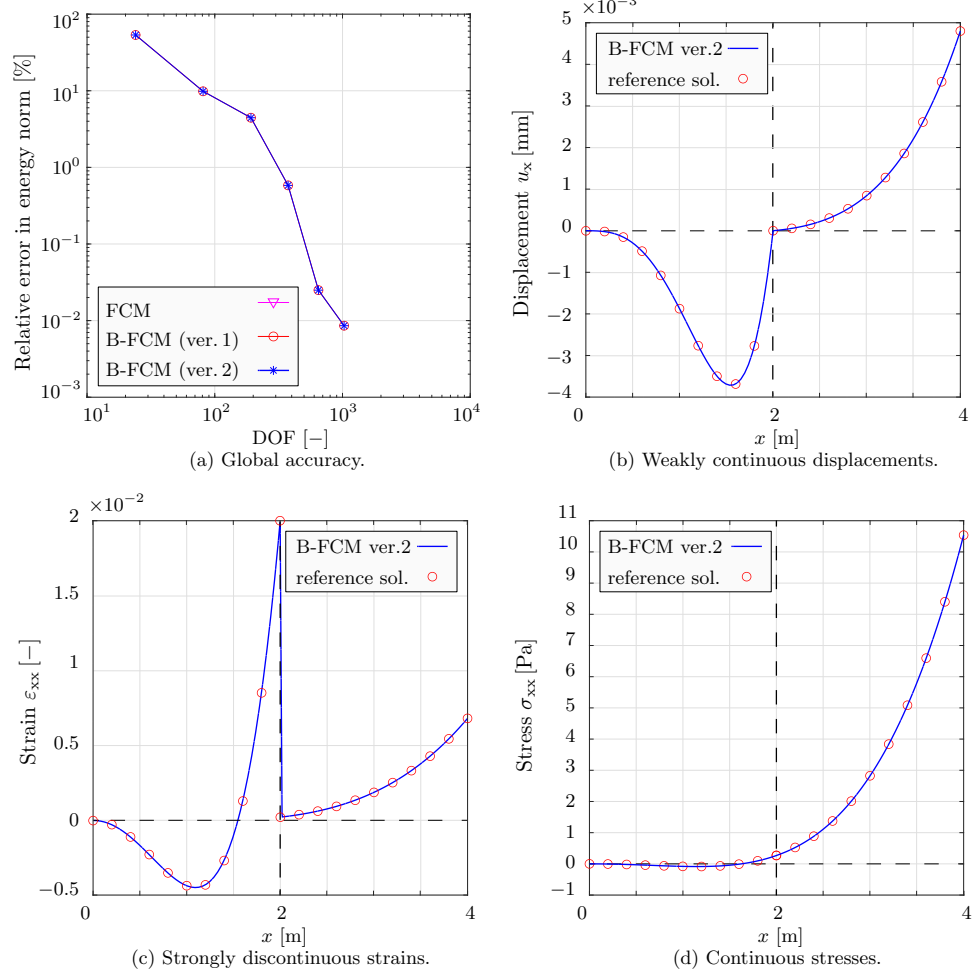 10^2
10^1
10^0
10^−1
10^−2
10^−3
Relative error in energy norm [%]
FCM
B-FCM (ver. 1)
B-FCM (ver. 2)
10^1
10^2
10^3
10^4
DOF [−]
(a) Global accuracy.
×10^−3
5
4
3
2
1
0
−1
−2
−3
−4
Displacement u_x [mm]
B-FCM ver.2
reference sol.
0
2
4
x [m]
(b) Weakly continuous displacements.
×10^−2
2
1.5
1
0.5
0
−0.5
Strain ε_xx [−]
B-FCM ver.2
reference sol.
0
2
4
x [m]
(c) Strongly discontinuous strains.
11
10
9
8
7
6
5
4
3
2
1
0
−1
Stress σ_xx [Pa]
B-FCM ver.2
reference sol.
0
2
4
x [m]
(d) Continuous stresses.